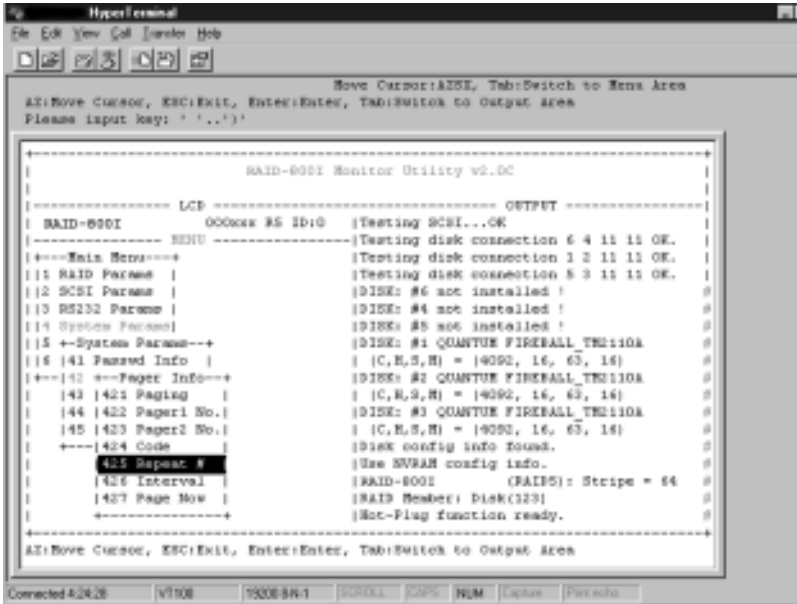 HyperTerminal
File Edit View Call Transfer Help
Move Cursor:AZSX, Tab:Switch to Menu Area
AZ:Move Cursor, ESC:Exit, Enter:Enter, Tab:Switch to Output Area
Please input key: ' '..')'
RAID-800I Monitor Utility v2.0C
LCD OUTPUT
RAID-800I 000xxx RS ID:0 |Testing SCSI...OK
MENU |Testing disk connection 6 4 11 11 OK.
+---Main Menu---+ |Testing disk connection 1 2 11 11 OK.
||1 RAID Params | |Testing disk connection 5 3 11 11 OK.
||2 SCSI Params | |DISK: #6 not installed !
||3 RS232 Params | |DISK: #4 not installed !
||4 System Params| |DISK: #5 not installed !
||5 +-System Params--+ |DISK: #1 QUANTUM FIREBALL_TM2110A
||6 |41 Passwd Info | | (C,H,S,M) = (4092, 16, 63, 16)
|+--|42 +--Pager Info--+ |DISK: #2 QUANTUM FIREBALL_TM2110A
|43 |421 Paging | | (C,H,S,M) = (4092, 16, 63, 16)
|44 |422 Pager1 No.| |DISK: #3 QUANTUM FIREBALL_TM2110A
|45 |423 Pager2 No.| | (C,H,S,M) = (4092, 16, 63, 16)
+---|424 Code | |Disk config info found.
|425 Repeat # | |Use NVRAM config info.
|426 Interval | |RAID-800I (RAID5): Stripe = 64
|427 Page Now | |RAID Member: Disk(123)
+--------------+ |Hot-Plug function ready.
AZ:Move Cursor, ESC:Exit, Enter:Enter, Tab:Switch to Output Area
Connected 4:24:28 VT100 19200 8-N-1 SCROLL CAPS NUM Capture Print echo